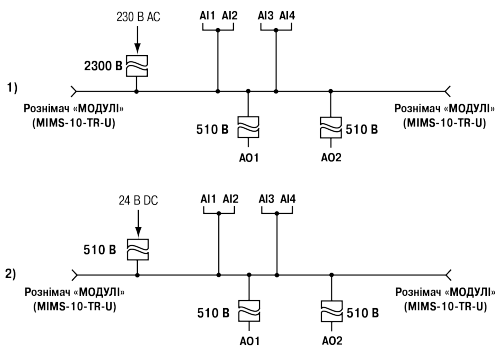 230 В AC
AI1 AI2 AI3 AI4
2300 В
1)
Рознімач «МОДУЛІ»
(MIMS-10-TR-U)
Рознімач «МОДУЛІ»
(MIMS-10-TR-U)
510 В
510 В
AO1
AO2
24 В DC
AI1 AI2 AI3 AI4
510 В
2)
Рознімач «МОДУЛІ»
(MIMS-10-TR-U)
Рознімач «МОДУЛІ»
(MIMS-10-TR-U)
510 В
510 В
AO1
AO2